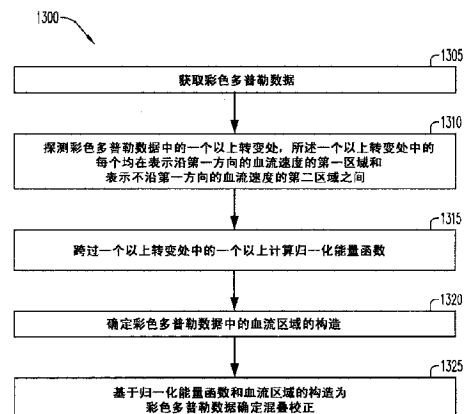 1300
1305
获取彩色多普勒数据
1310
探测彩色多普勒数据中的一个以上转变处，所述一个以上转变处中的
每个均在表示沿第一方向的血流速度的第一区域和
表示不沿第一方向的血流速度的第二区域之间
1315
跨过一个以上转变处中的一个以上计算归一化能量函数
1320
确定彩色多普勒数据中的血流区域的构造
1325
基于归一化能量函数和血流区域的构造为
彩色多普勒数据确定混叠校正